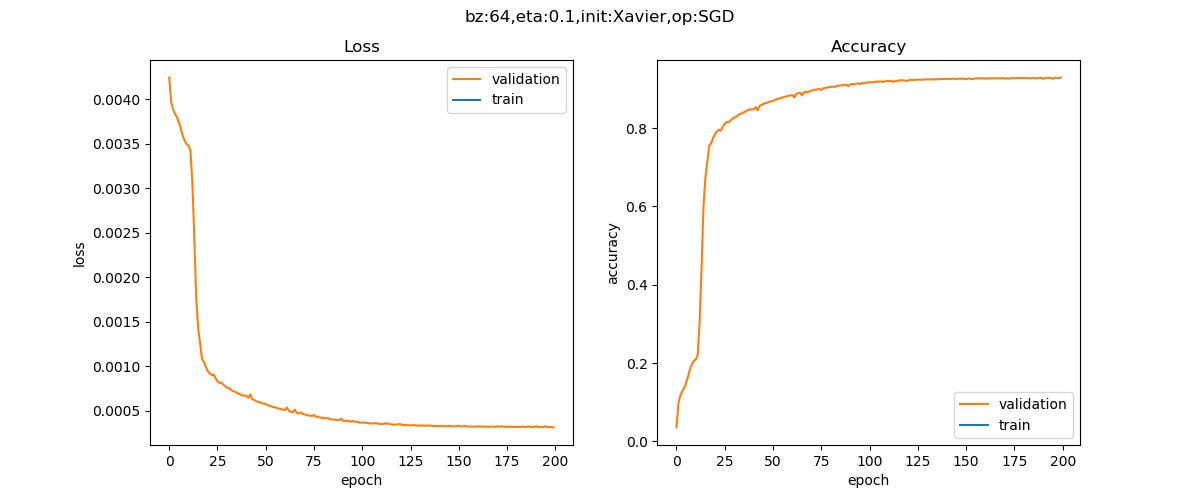 bz:64,eta:0.1,init:Xavier,op:SGD
Loss
loss
0.0040
0.0035
0.0030
0.0025
0.0020
0.0015
0.0010
0.0005
validation
train
0 25 50 75 100 125 150 175 200
epoch
Accuracy
accuracy
0.8
0.6
0.4
0.2
0.0
validation
train
0 25 50 75 100 125 150 175 200
epoch